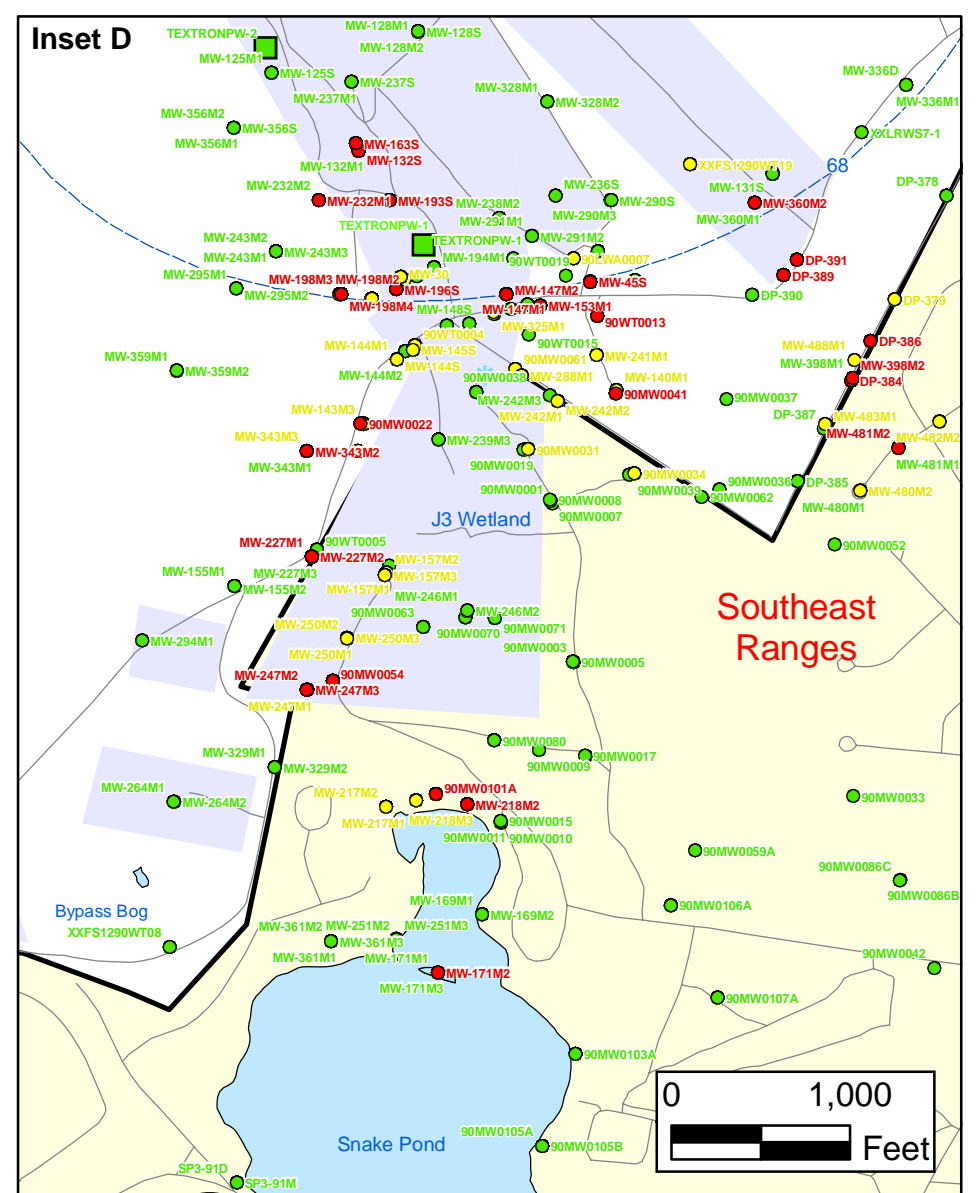 Inset D
TEXTRONPW-2
MW-125M1
MW-125S
MW-128M1
MW-128S
MW-128M2
MW-237S
MW-237M1
MW-328M1
MW-328M2
MW-336D
MW-336M1
MW-356M2
MW-356S
MW-356M1
MW-163S
MW-132S
MW-132M1
XXLRWS7-1
XXFS1290WT19
68
MW-131S
DP-378
MW-232M2
MW-232M1
MW-193S
MW-238M2
MW-236S
MW-290S
MW-290M3
MW-360M2
MW-360M1
MW-291M1
TEXTRONPW-1
TEXTRONPW-1
MW-291M2
MW-243M2
MW-243M1
MW-243M3
MW-194M1
90WT0019
90LWA0007
DP-391
DP-389
MW-295M1
MW-295M2
MW-198M3
MW-198M2
MW-30
MW-196S
MW-198M4
MW-147M2
MW-45S
DP-390
DP-379
MW-148S
MW-147M1
MW-153M1
90WT0013
MW-325M1
90WT0015
90WT0004
MW-144M1
MW-145S
MW-144S
MW-144M2
DP-386
MW-488M1
MW-398M1
MW-398M2
DP-384
MW-359M1
MW-359M2
90MW0061
90MW0038
MW-288M1
MW-241M1
MW-140M1
90MW0041
MW-242M3
MW-242M2
MW-242M1
90MW0037
DP-387
MW-483M1
MW-481M2
MW-482M2
MW-481M1
MW-143M3
90MW0022
MW-343M3
MW-343M2
MW-343M1
MW-239M3
90MW0031
90MW0019
90MW0034
90MW0039
90MW0036
90MW0062
DP-385
MW-480M2
MW-480M1
90MW0001
90MW0008
90MW0007
J3 Wetland
90MW0052
MW-227M1
90WT0005
MW-227M2
MW-227M3
MW-155M1
MW-155M2
MW-157M2
MW-157M3
MW-157M1
MW-246M1
MW-246M2
90MW0063
90MW0070
90MW0071
90MW0003
90MW0005
Southeast
Ranges
MW-294M1
MW-250M2
MW-250M3
MW-250M1
MW-247M2
90MW0054
MW-247M3
MW-247M1
90MW0080
90MW0009
90MW0017
MW-329M1
MW-329M2
MW-264M1
MW-264M2
MW-217M2
MW-217M1
90MW0101A
MW-218M2
MW-218M3
90MW0015
90MW0011
90MW0010
90MW0033
90MW0059A
90MW0086C
90MW0086B
90MW0106A
Bypass Bog
XXFS1290WT08
MW-169M1
MW-169M2
MW-361M2
MW-251M2
MW-251M3
MW-361M3
MW-361M1
MW-171M1
MW-171M2
MW-171M3
90MW0042
90MW0107A
90MW0103A
0
1,000
Feet
Snake Pond
90MW0105A
90MW0105B
SP3-91D
SP3-91M